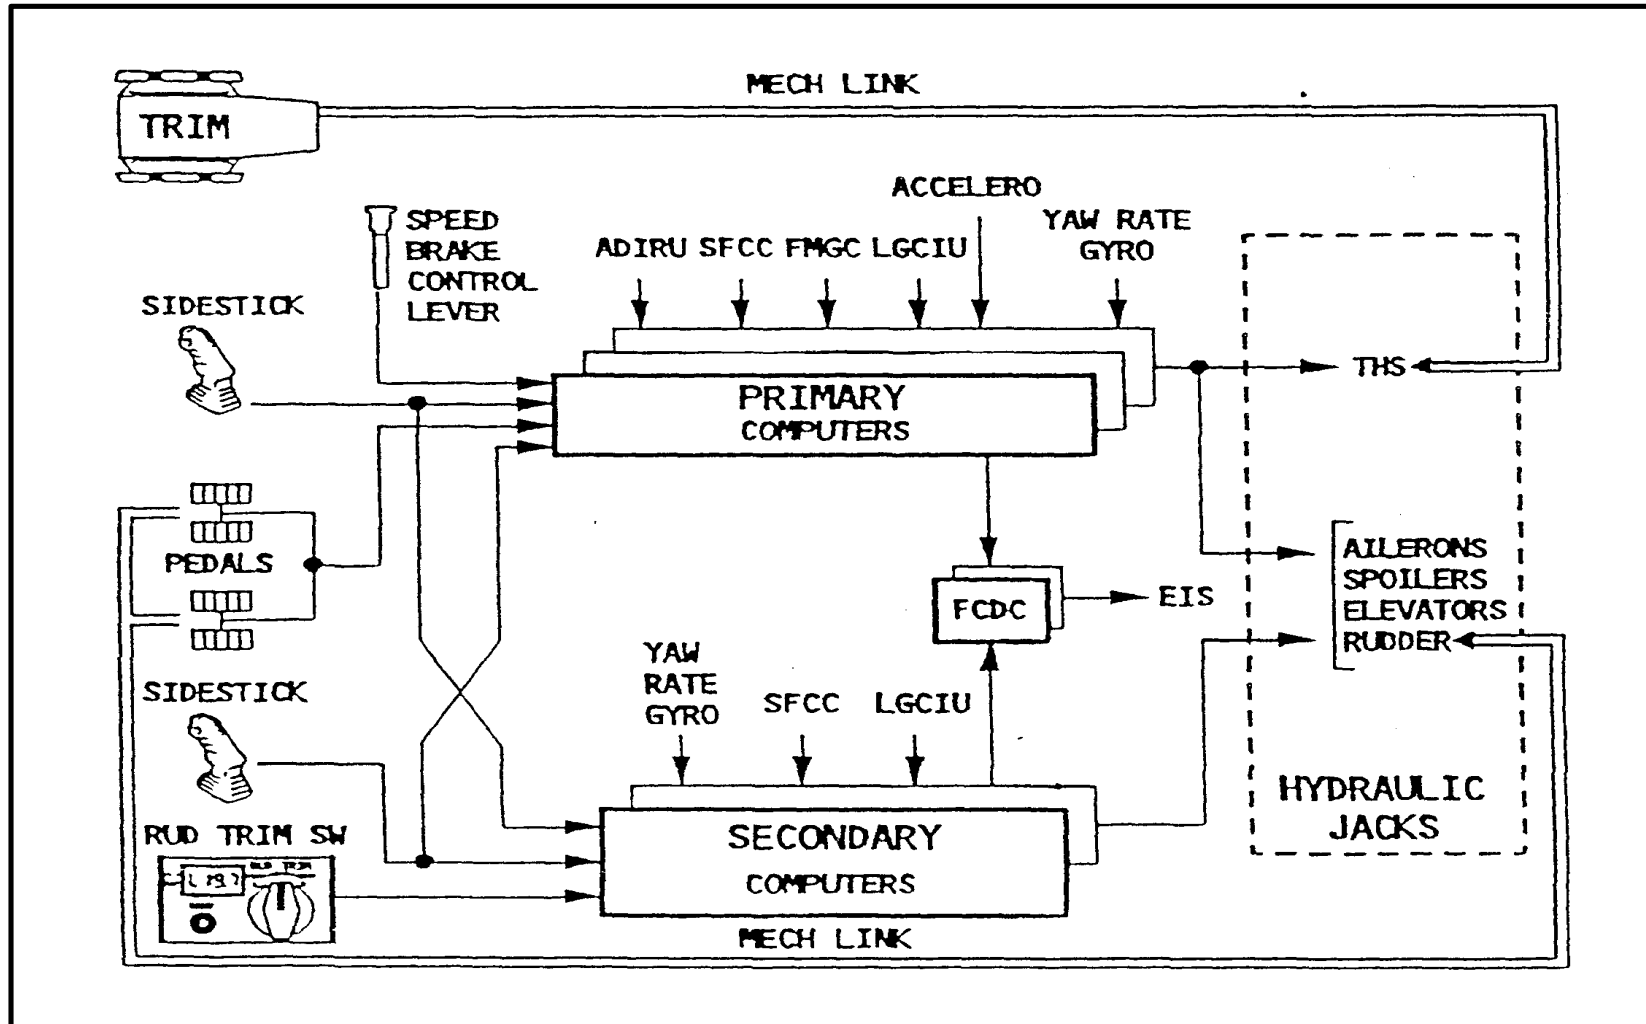 MECH LINK
TRIM
ACCELERO
SPEED
BRAKE
CONTROL
LEVER
ADIRU SFCC FMGC LGCIU
YAW RATE
GYRO
SIDESTICK
THS
PRIMARY
COMPUTERS
PEDALS
AILERONS
SPOILERS
ELEVATORS
RUDDER
FCDC
EIS
YAW
RATE
GYRO
SFCC
LGCIU
SIDESTICK
HYDRAULIC
JACKS
RUD TRIM SW
SECONDARY
COMPUTERS
MECH LINK